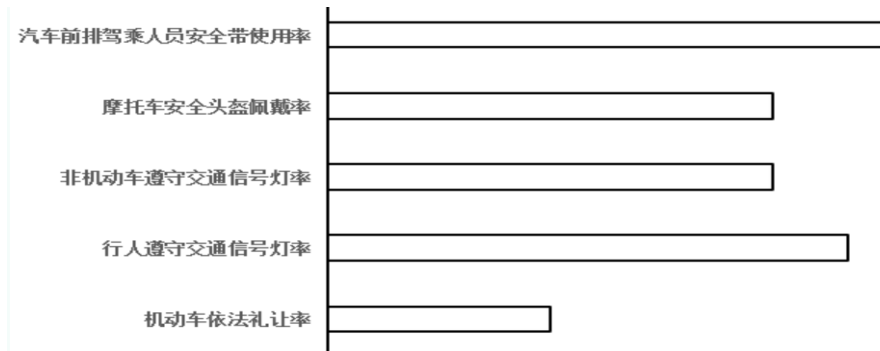 汽车前排驾乘人员安全带使用率
摩托车安全头盔佩戴率
非机动车遵守交通信号灯率
行人遵守交通信号灯率
机动车依法礼让率